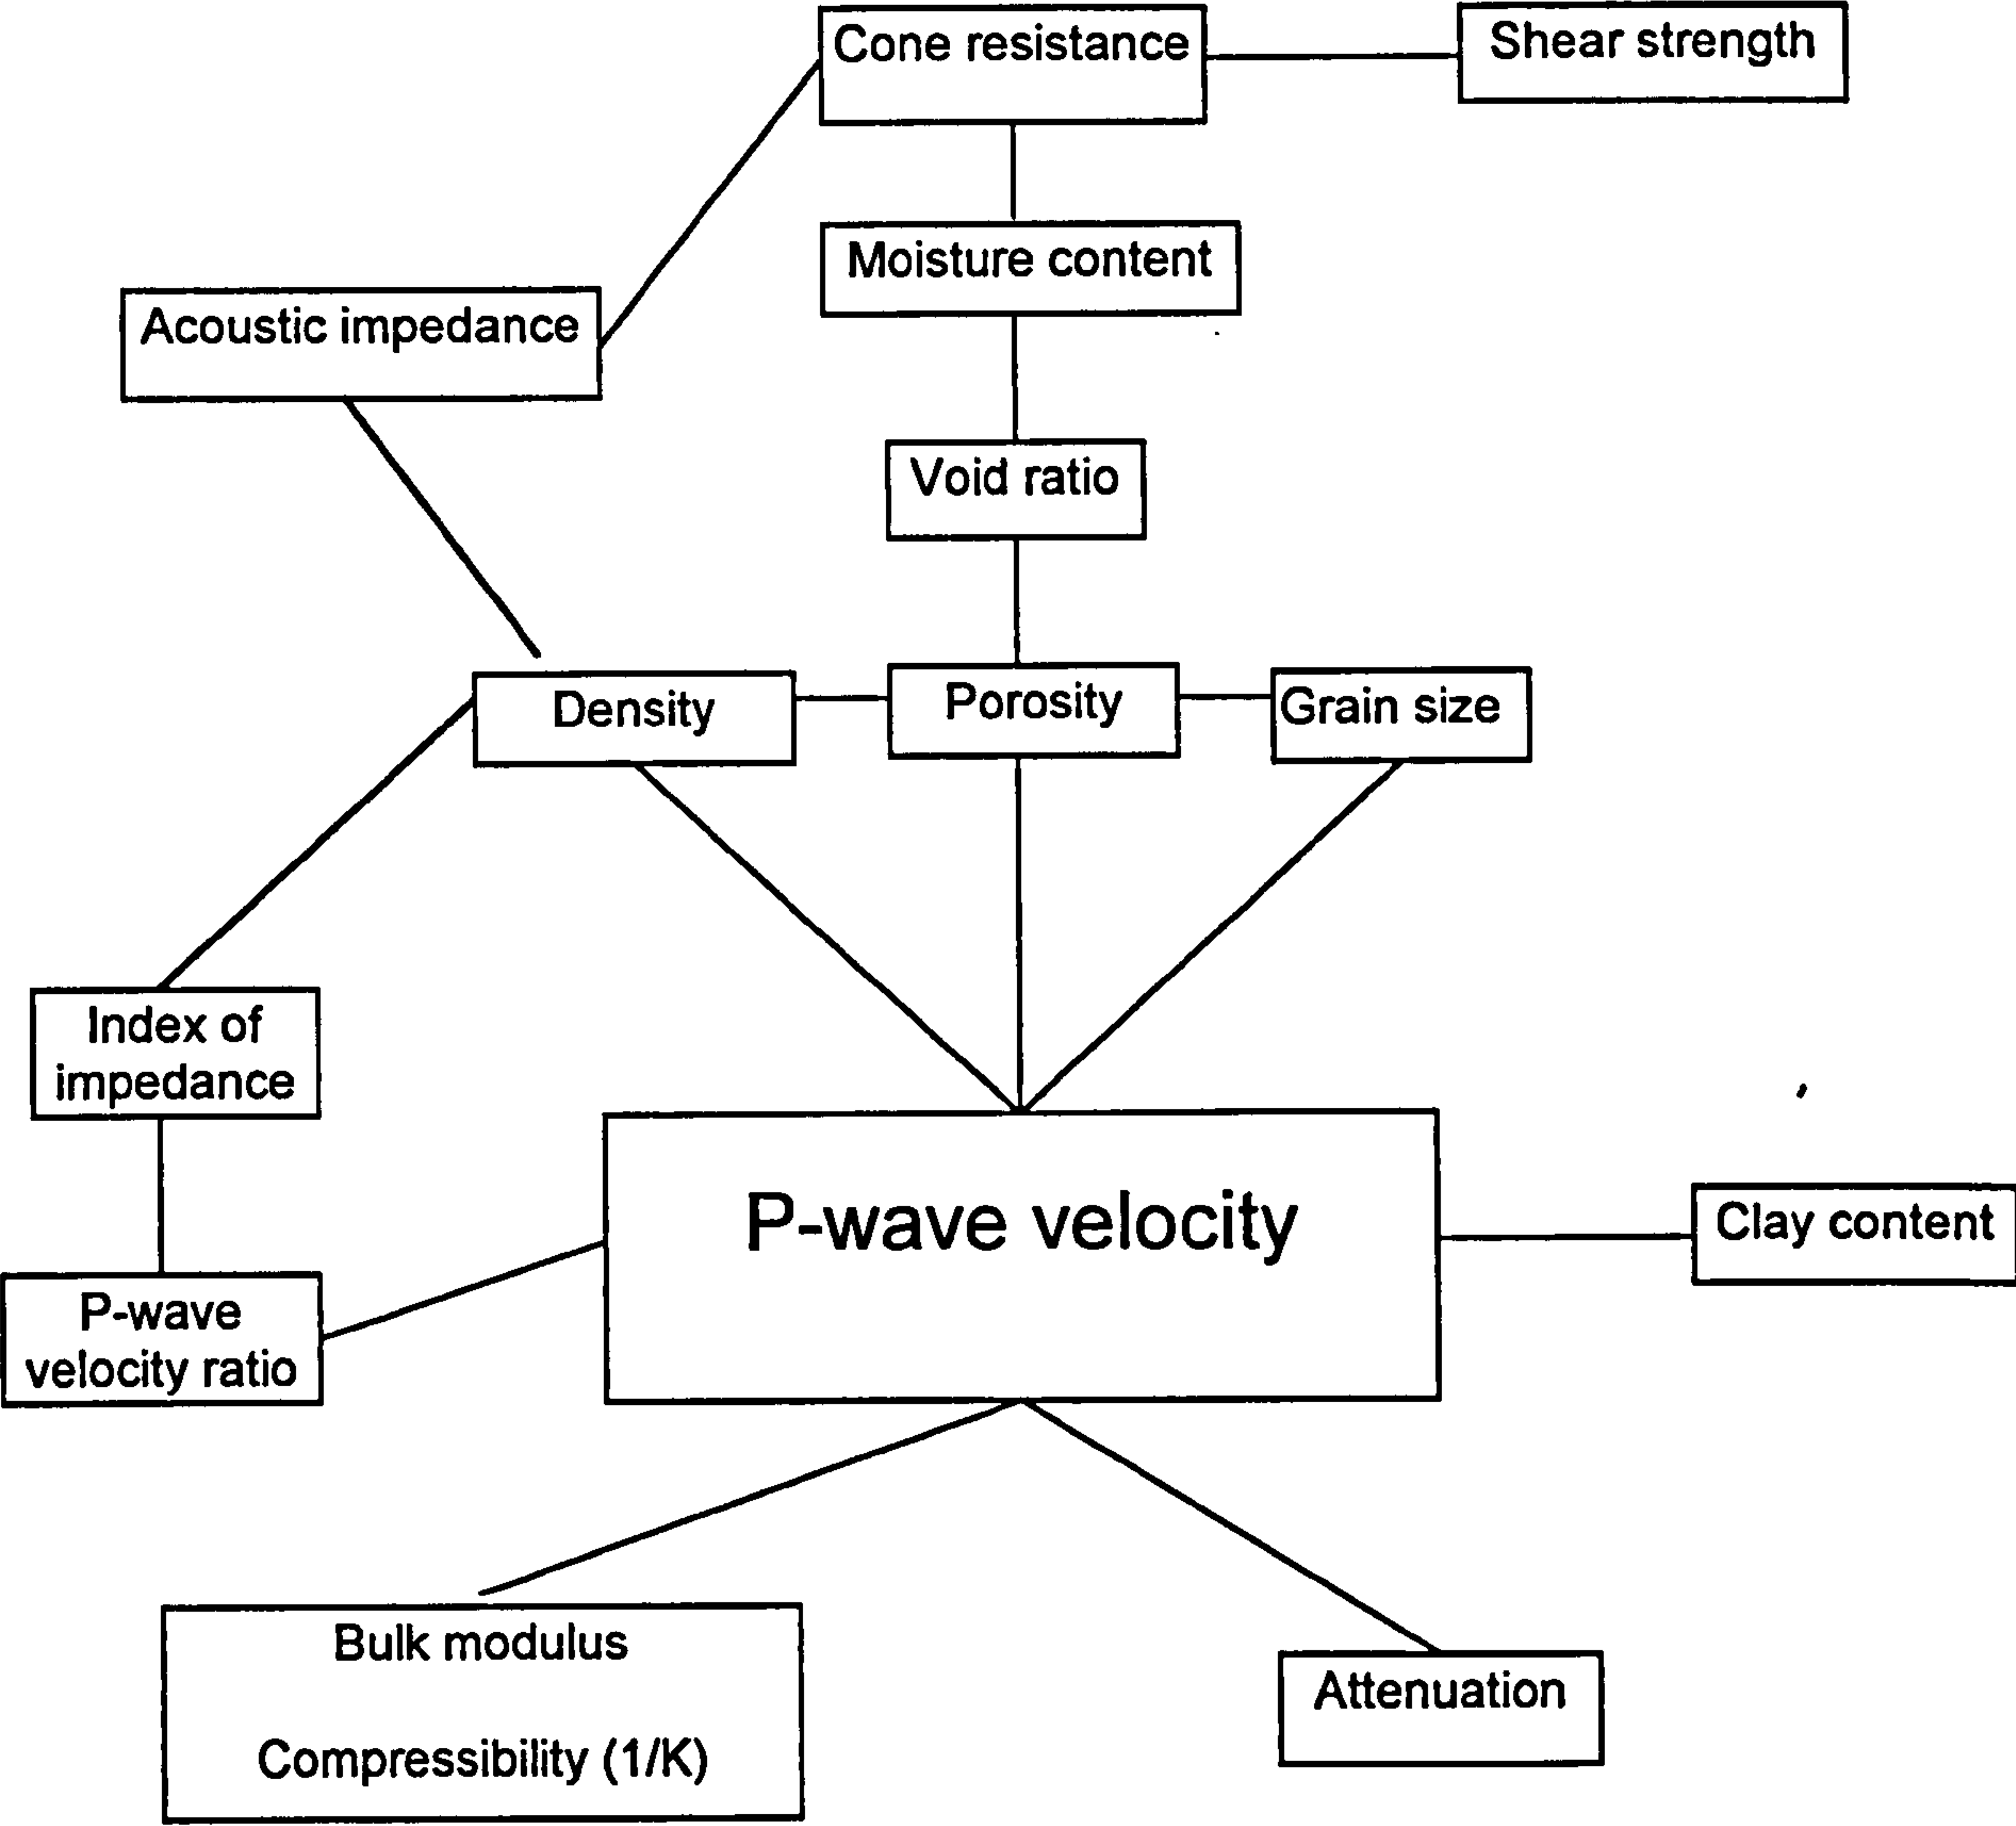 Cone resistance
Shear strength
Moisture content
Acoustic impedance
Void ratio
Density
Porosity
Grain size
Index of
impedance
P-wave velocity
Clay content
P-wave
velocity ratio
Bulk modulus
Compressibility (1/K)
Attenuation